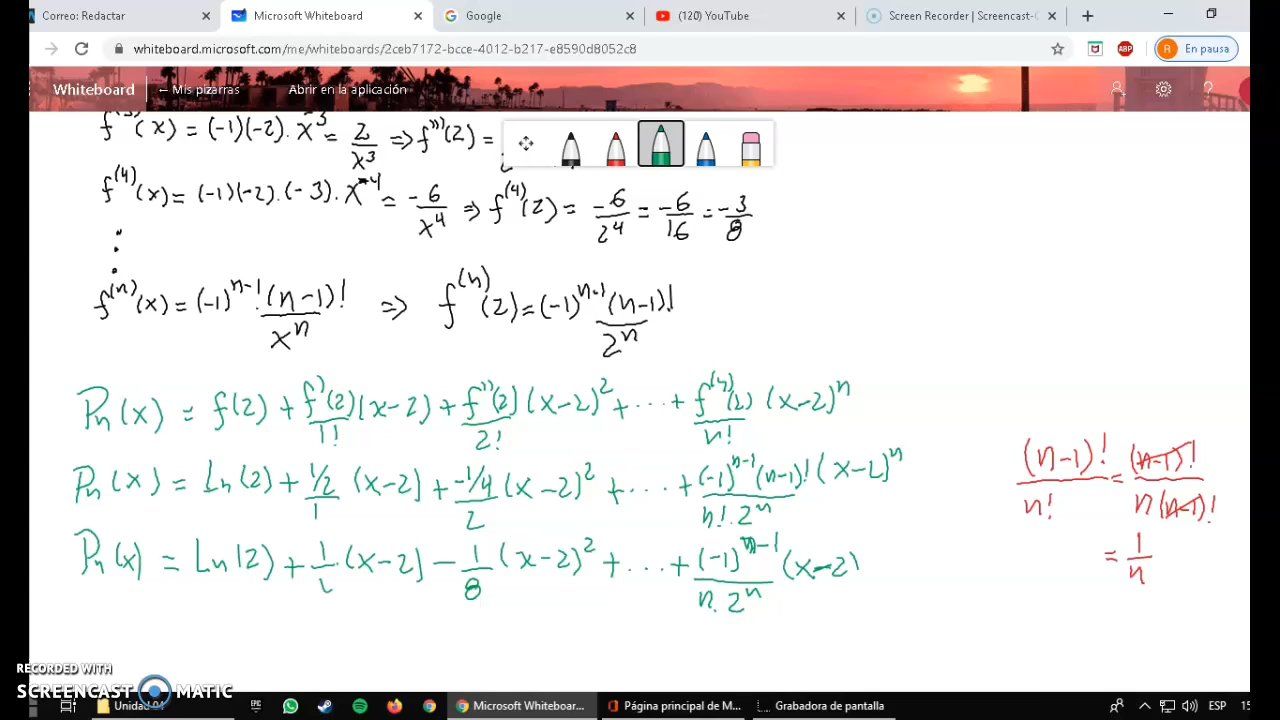 Correo: Redactar
Microsoft Whiteboard
Google
(120) YouTube
Screen Recorder | Screencast-
whiteboard.microsoft.com/me/whiteboards/2ceb7172-bcce-4012-b217-e8590d8052c8
ABP
R En pausa
Whiteboard
← Mis pizarras
Abrir en la aplicación
f^(3)(x) = (-1)(-2)·x^-3 = 2/x^3 ⇒ f'''(2) =
f^(4)(x) = (-1)(-2)·(-3)·x^-4 = -6/x^4 ⇒ f^(4)(2) = -6/2^4 = -6/16 = -3/8
f^(n)(x) = (-1)^(n-1)·(n-1)!/x^n ⇒ f^(n)(2) = (-1)^(n-1) (n-1)!/2^n
Pn(x) = f(2) + f'(2)/1! (x-2) + f''(2)/2! (x-2)^2 + ... + f^(n)(2)/n! (x-2)^n
Pn(x) = Ln(2) + 1/2/1 (x-2) + -1/4/2 (x-2)^2 + ... + (-1)^(n-1) (n-1)!/n!·2^n (x-2)^n
Pn(x) = Ln(2) + 1/2·(x-2) - 1/8 (x-2)^2 + ... + (-1)^(n-1)/n·2^n (x-2)
(n-1)!/n! = (n-1)!/n(n-1)!
= 1/n
RECORDED WITH
SCREENCAST MATIC
Unidad 01
Microsoft Whiteboard...
Página principal de M...
Grabadora de pantalla
ESP
15